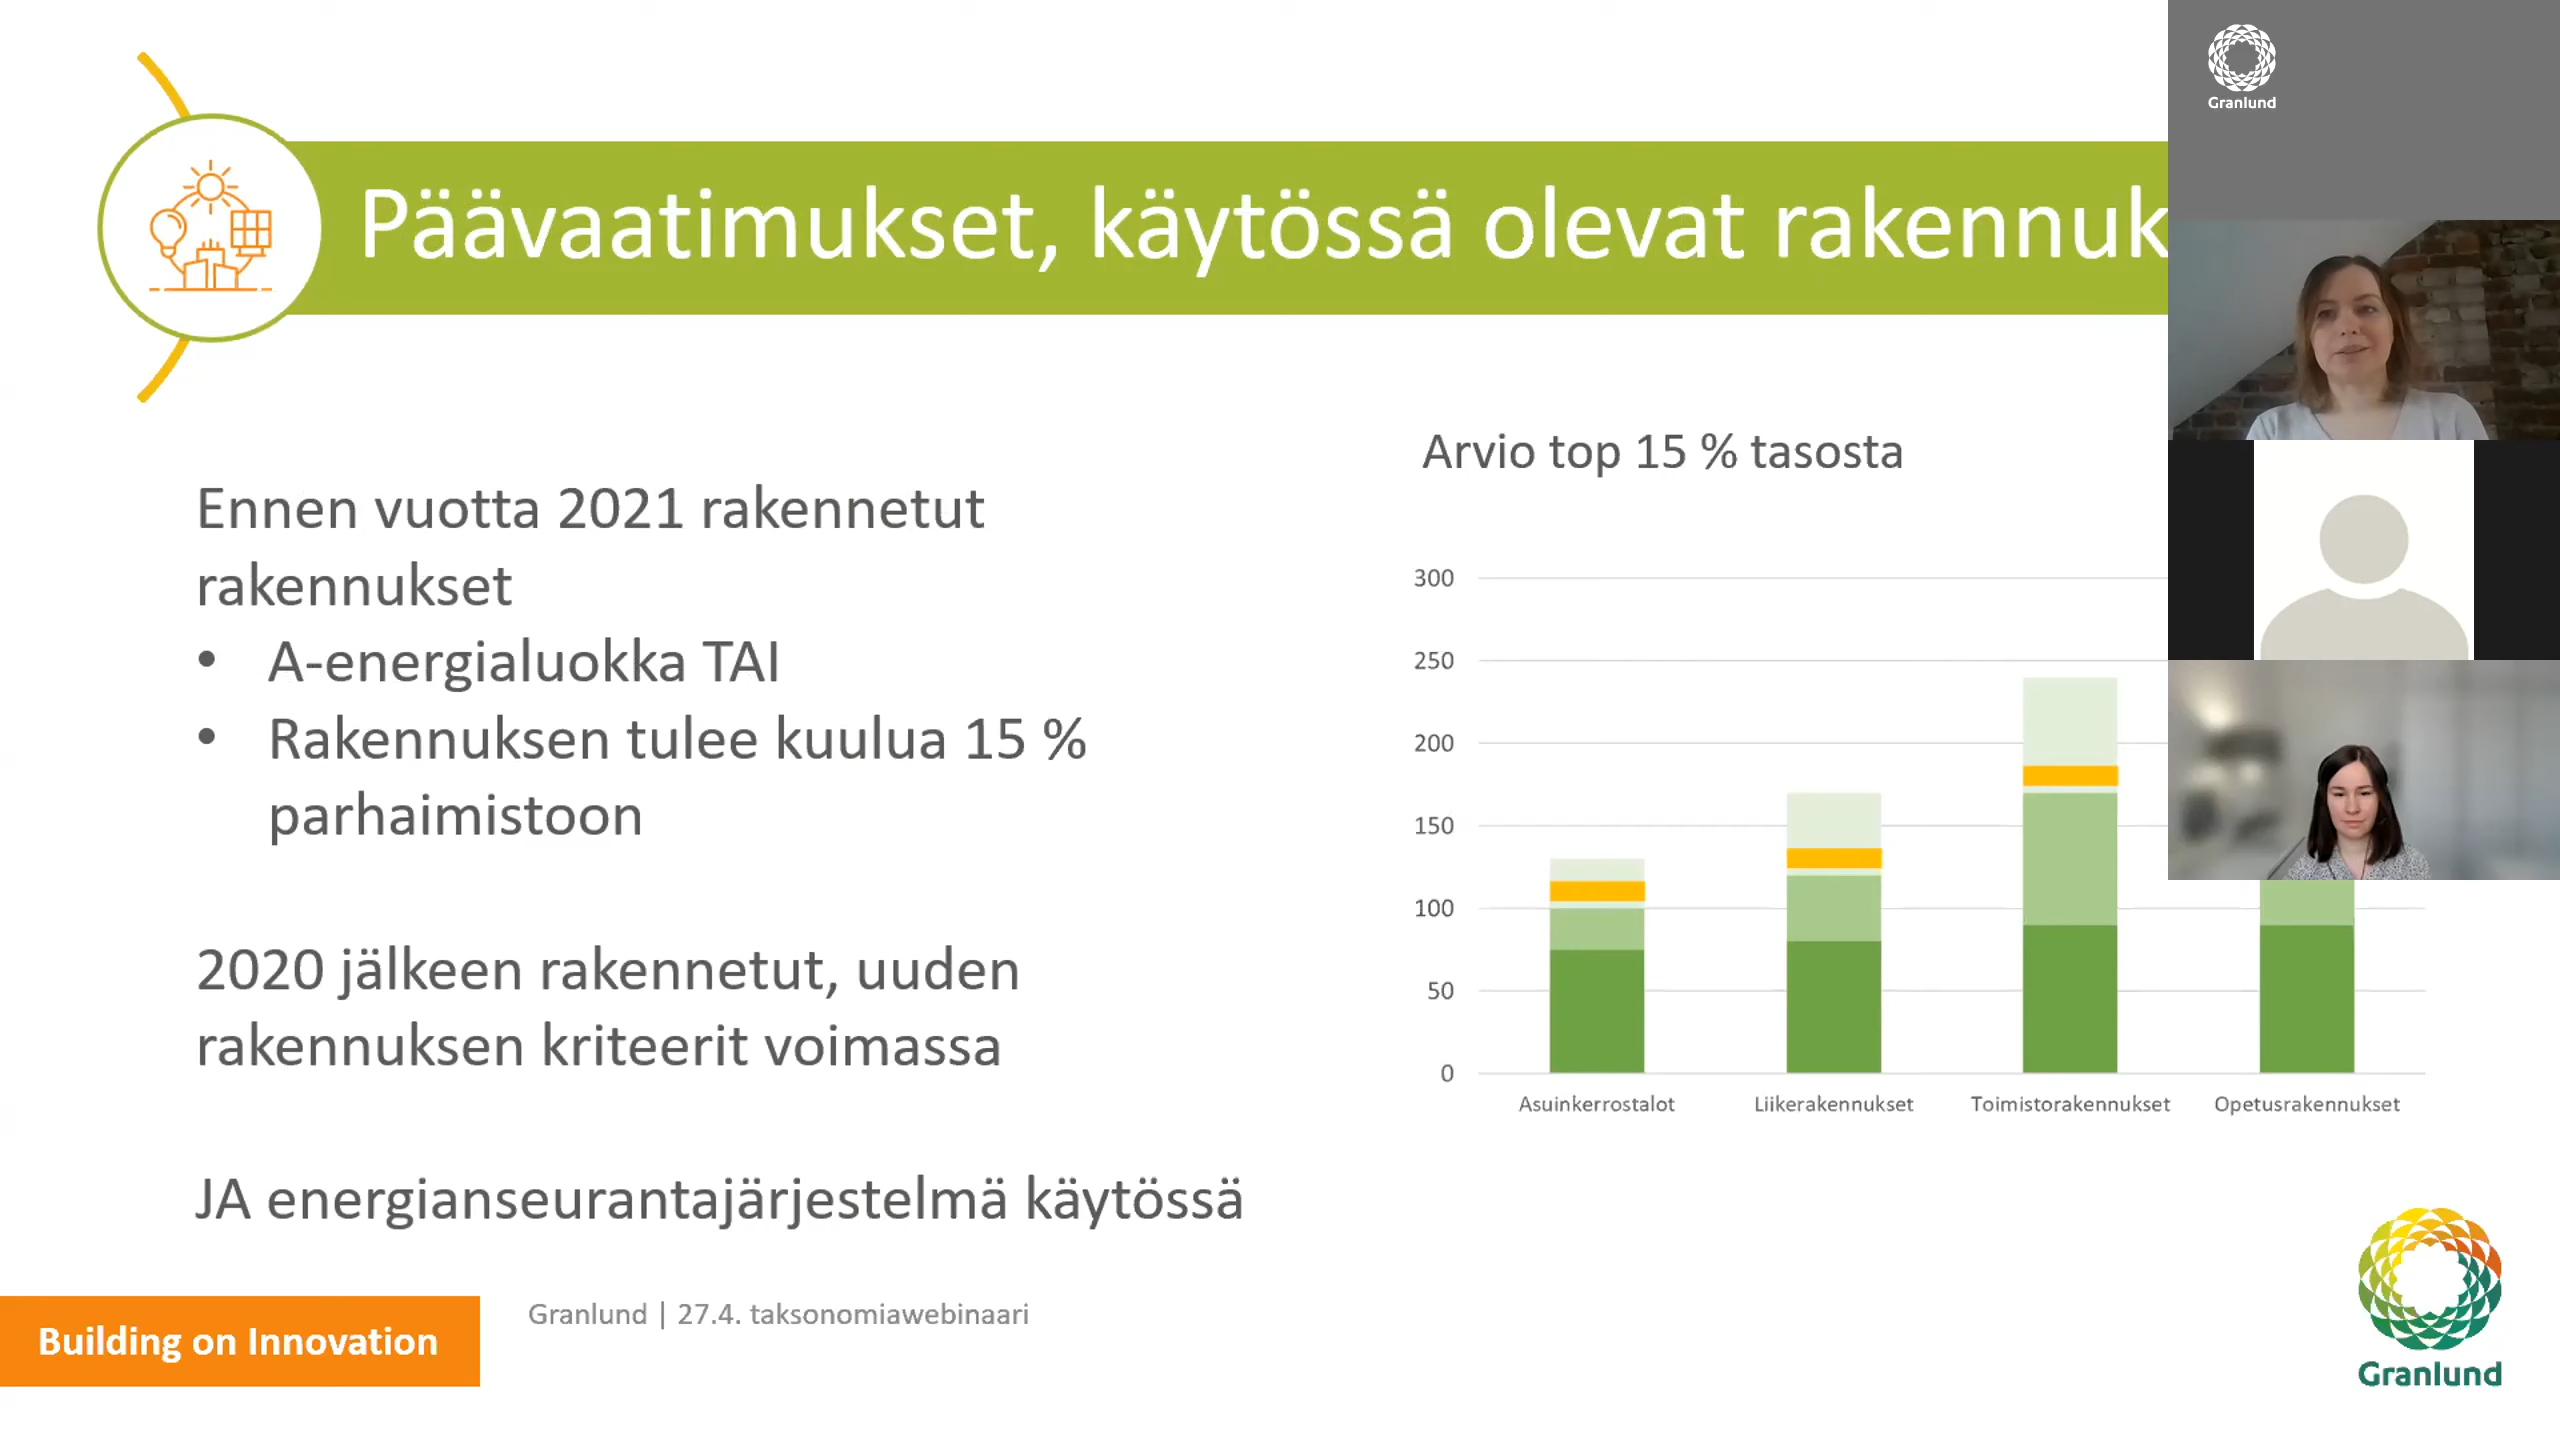 Granlund
Päävaatimukset, käytössä olevat rakennuk
Ennen vuotta 2021 rakennetut
rakennukset
• A-energialuokka TAI
• Rakennuksen tulee kuulua 15 %
parhaimistoon
2020 jälkeen rakennetut, uuden
rakennuksen kriteerit voimassa
JA energianseurantajärjestelmä käytössä
Arvio top 15 % tasosta
300
250
200
150
100
50
0
Asuinkerrostalot Liikerakennukset Toimistorakennukset Opetusrakennukset
Building on Innovation
Granlund | 27.4. taksonomiawebinaari
Granlund